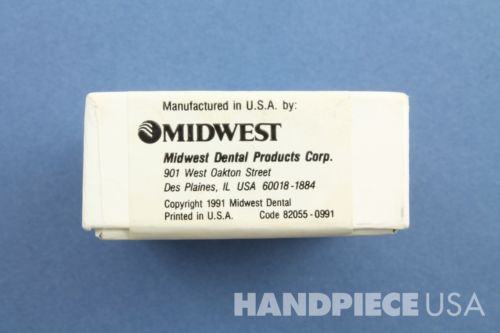 Manufactured in U.S.A. by:
MIDWEST
Midwest Dental Products Corp.
901 West Oakton Street
Des Plaines, IL USA 60018-1884
Copyright 1991 Midwest Dental
Printed in U.S.A. Code 82055-0991
HANDPIECE USA